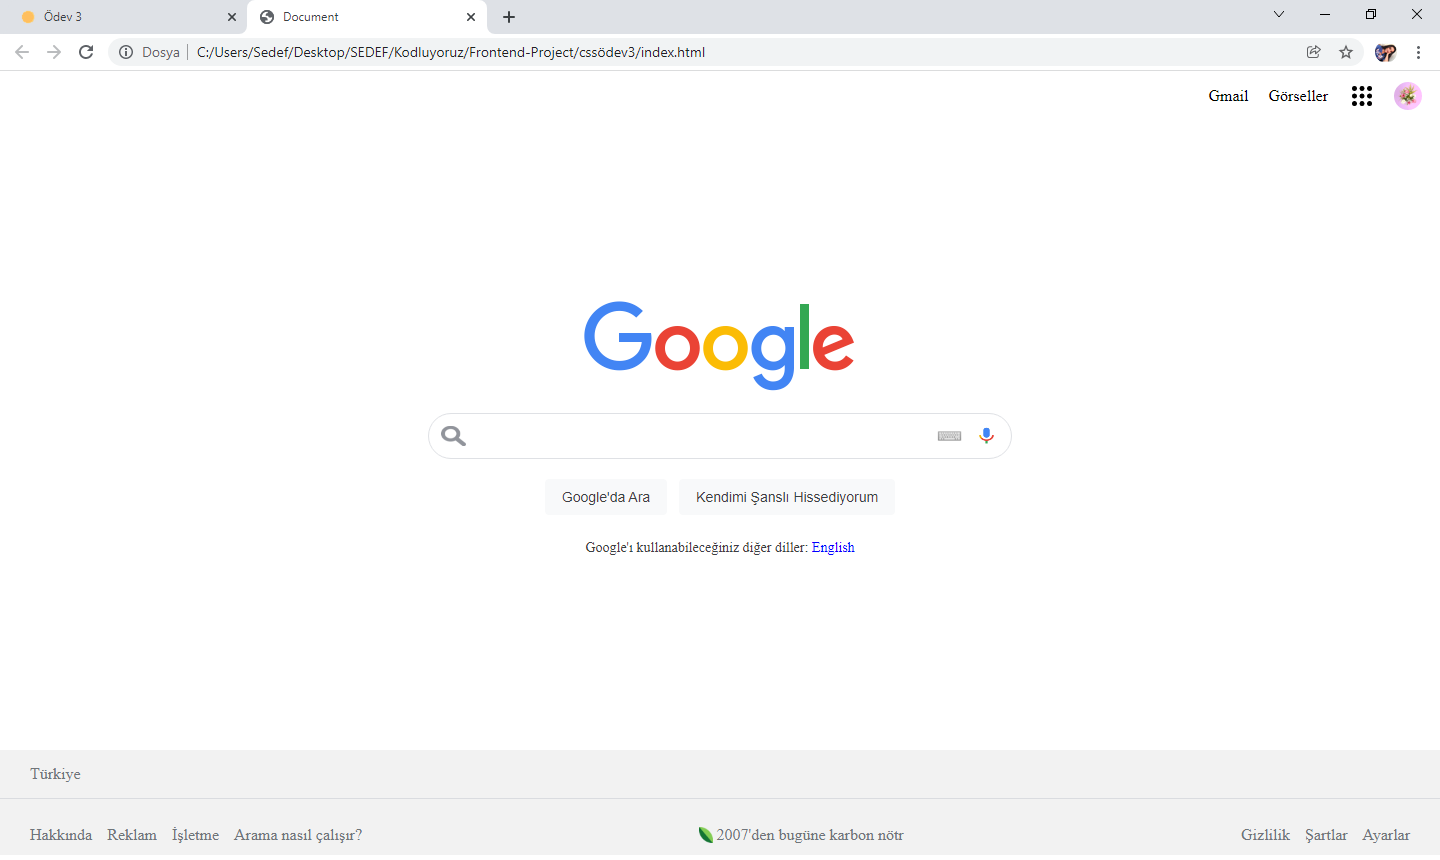 Ödev 3
Document
Dosya C:/Users/Sedef/Desktop/SEDEF/Kodluyoruz/Frontend-Project/cssödev3/index.html
Gmail Görseller
Google
Google'da Ara Kendimi Şanslı Hissediyorum
Google'ı kullanabileceğiniz diğer diller: English
Türkiye
Hakkında Reklam İşletme Arama nasıl çalışır? 2007'den bugüne karbon nötr Gizlilik Şartlar Ayarlar